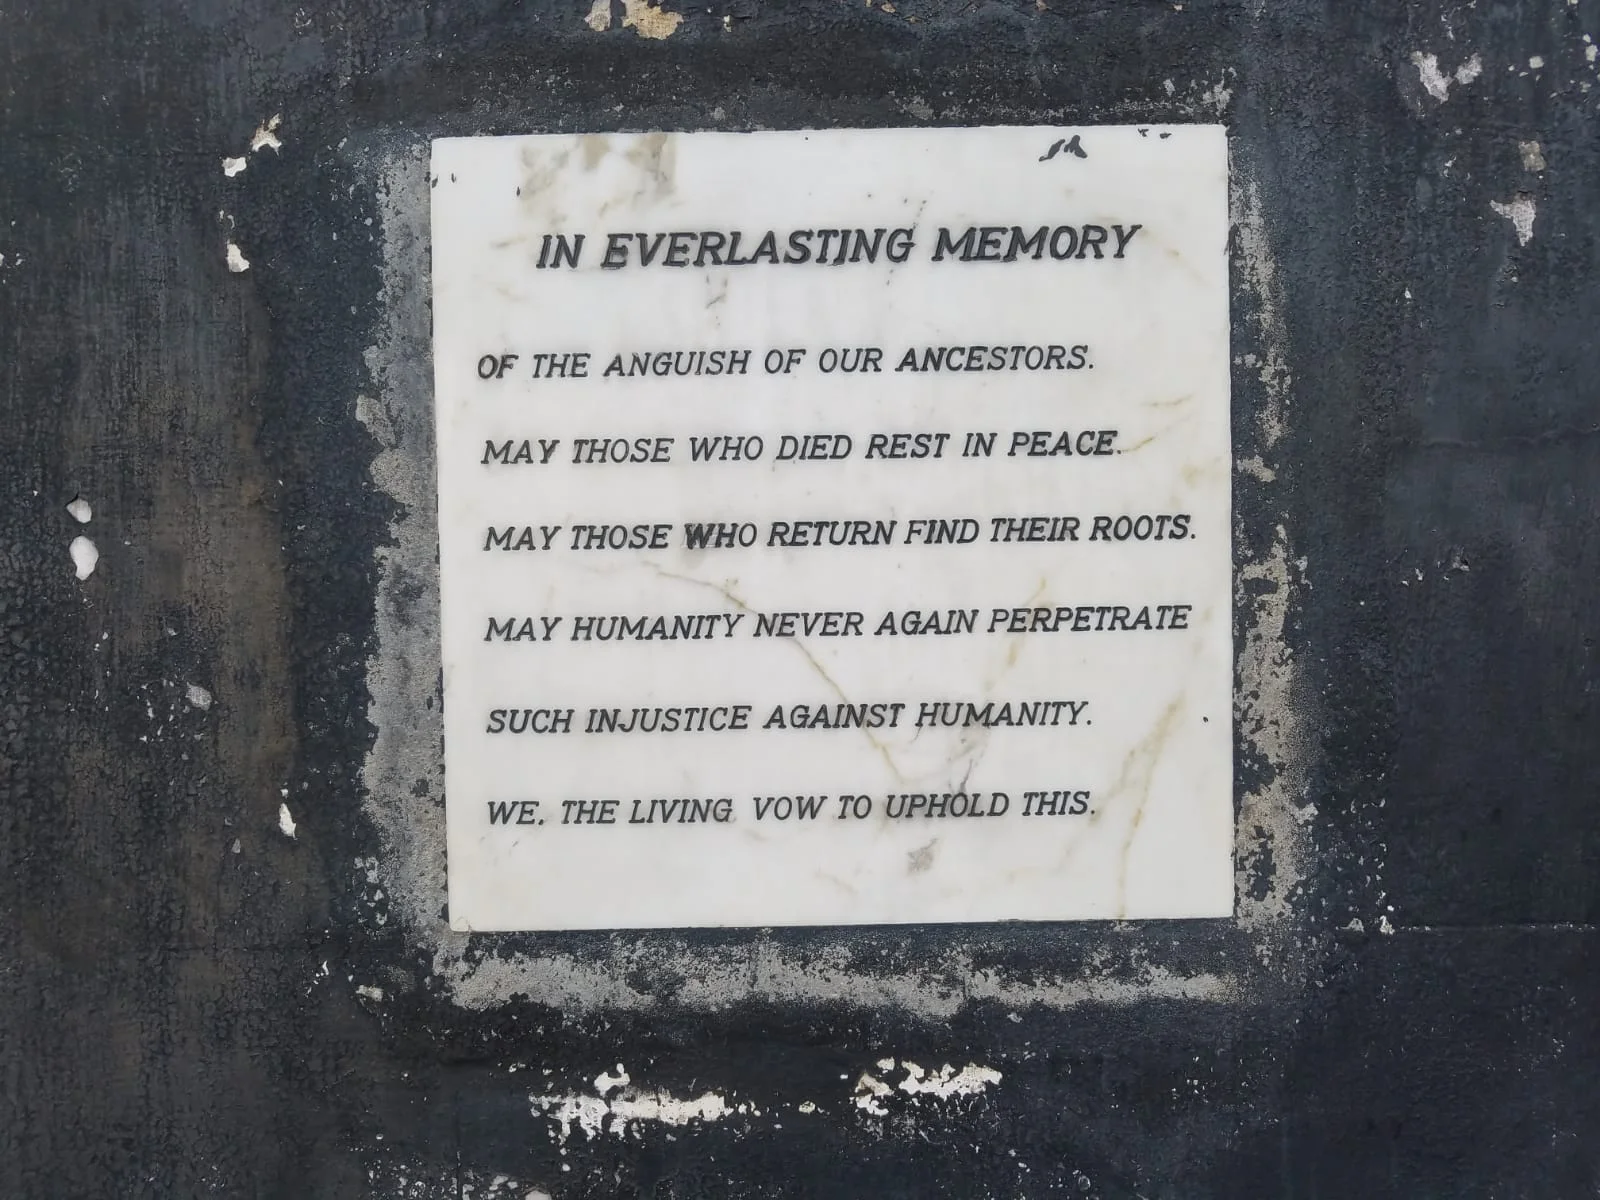 IN EVERLASTING MEMORY
OF THE ANGUISH OF OUR ANCESTORS.
MAY THOSE WHO DIED REST IN PEACE.
MAY THOSE WHO RETURN FIND THEIR ROOTS.
MAY HUMANITY NEVER AGAIN PERPETRATE
SUCH INJUSTICE AGAINST HUMANITY.
WE, THE LIVING VOW TO UPHOLD THIS.